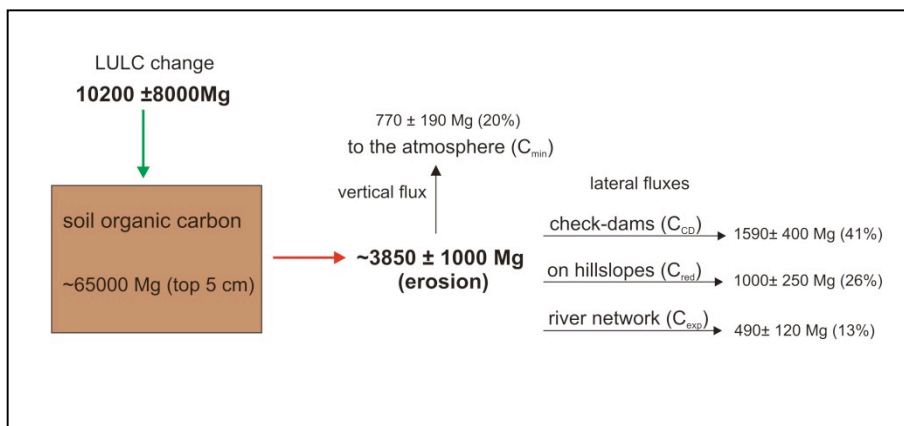 LULC change
10200 ±8000Mg
770 ± 190 Mg (20%)
to the atmosphere (Cmin)
vertical flux
lateral fluxes
soil organic carbon
~65000 Mg (top 5 cm)
~3850 ± 1000 Mg
(erosion)
check-dams (CCD)
1590± 400 Mg (41%)
on hillslopes (Cred)
1000± 250 Mg (26%)
river network (Cexp)
490± 120 Mg (13%)